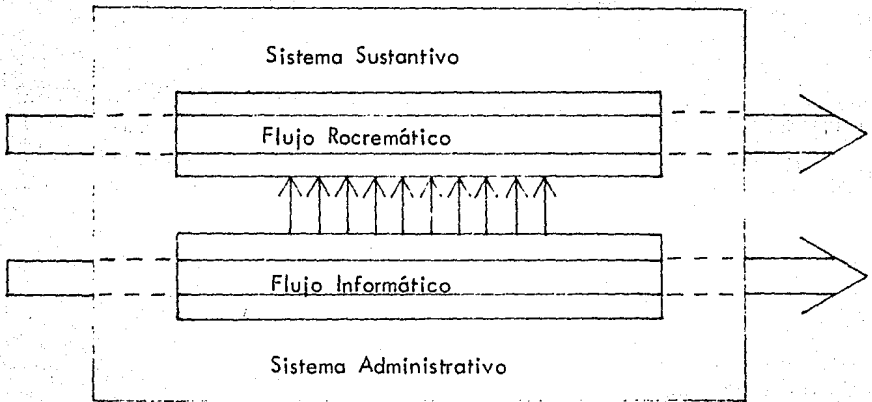 Sistema Sustantivo
Flujo Rocremático
Flujo Informático
Sistema Administrativo